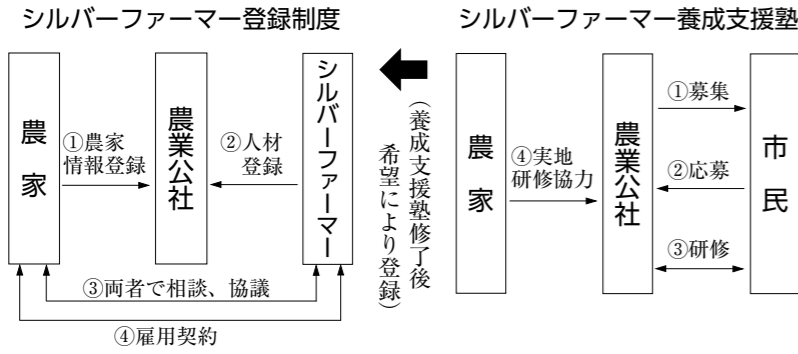 シルバーファーマー登録制度
農家
①農家
情報登録
農業公社
②人材
登録
シルバーファーマー
③両者で相談、協議
④雇用契約
（養成支援塾修了後
希望により登録）
シルバーファーマー養成支援塾
農家
④実地
研修協力
農業公社
①募集
②応募
③研修
市民